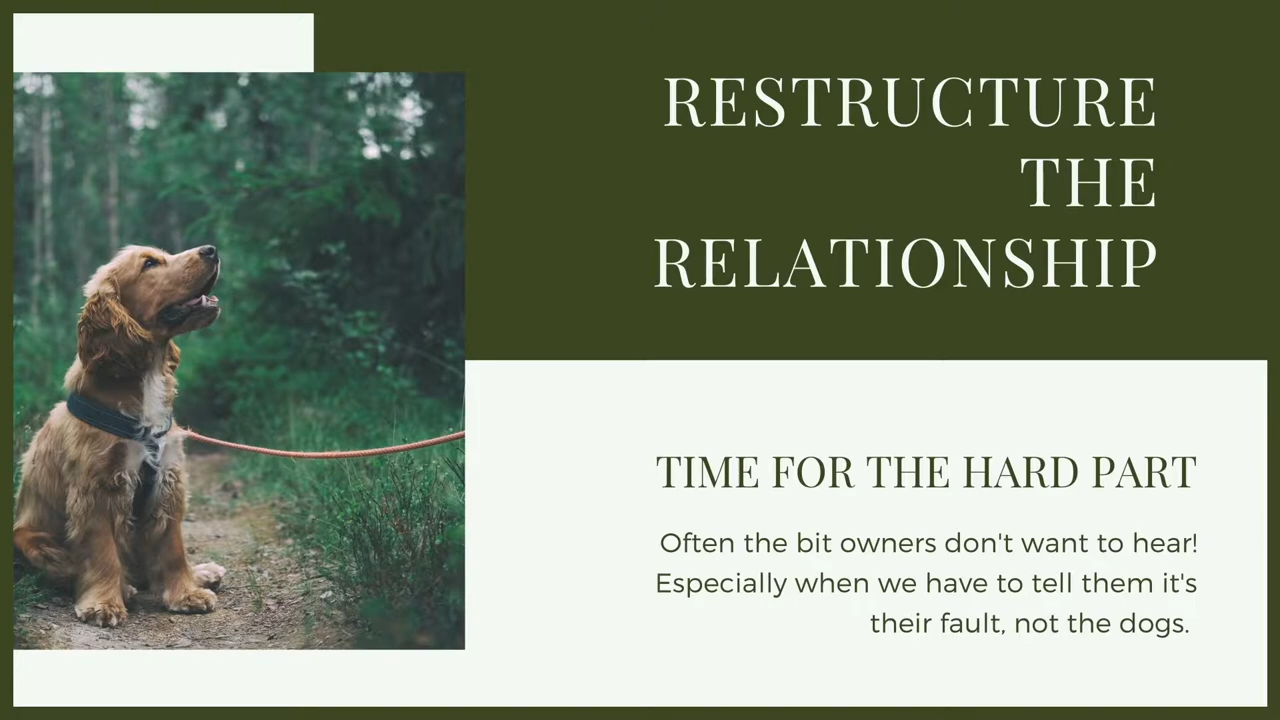 RESTRUCTURE
THE
RELATIONSHIP
TIME FOR THE HARD PART
Often the bit owners don't want to hear!
Especially when we have to tell them it's
their fault, not the dogs.